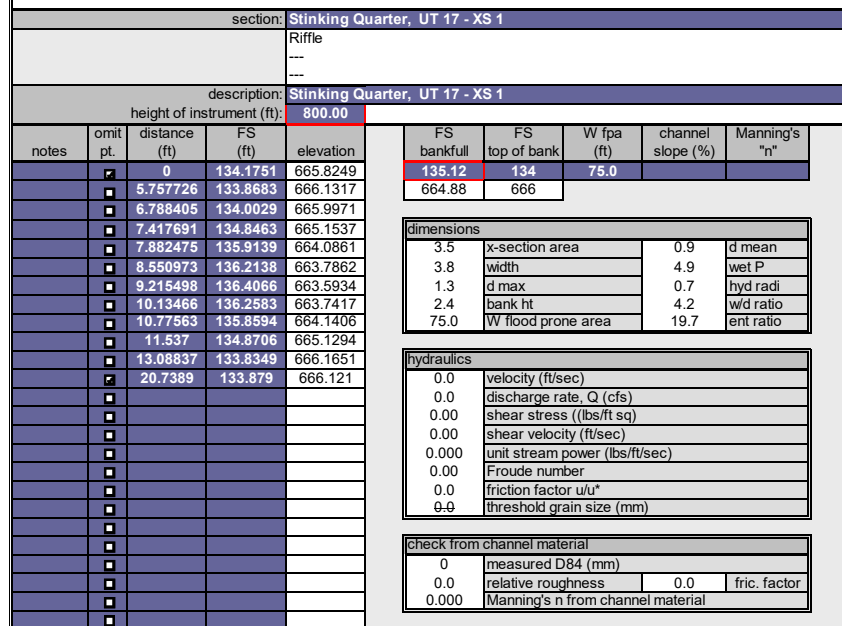 section: Stinking Quarter, UT 17 - XS 1
Riffle
---
---
description: Stinking Quarter, UT 17 - XS 1
height of instrument (ft): 800.00
omit distance FS FS FS W fpa channel Manning's
notes pt. (ft) (ft) elevation bankfull top of bank (ft) slope (%) "n"
0 134.1751 665.8249 135.12 134 75.0
5.757726 133.8683 666.1317 664.88 666
6.788405 134.0029 665.9971
7.417691 134.8463 665.1537 dimensions
7.882475 135.9139 664.0861 3.5 x-section area 0.9 d mean
8.550973 136.2138 663.7862 3.8 width 4.9 wet P
9.215498 136.4066 663.5934 1.3 d max 0.7 hyd radi
10.13466 136.2583 663.7417 2.4 bank ht 4.2 w/d ratio
10.77563 135.8594 664.1406 75.0 W flood prone area 19.7 ent ratio
11.537 134.8706 665.1294
13.08837 133.8349 666.1651 hydraulics
20.7389 133.879 666.121 0.0 velocity (ft/sec)
0.0 discharge rate, Q (cfs)
0.00 shear stress ((lbs/ft sq)
0.00 shear velocity (ft/sec)
0.000 unit stream power (lbs/ft/sec)
0.00 Froude number
0.0 friction factor u/u*
0.0 threshold grain size (mm)
check from channel material
0 measured D84 (mm)
0.0 relative roughness 0.0 fric. factor
0.000 Manning's n from channel material